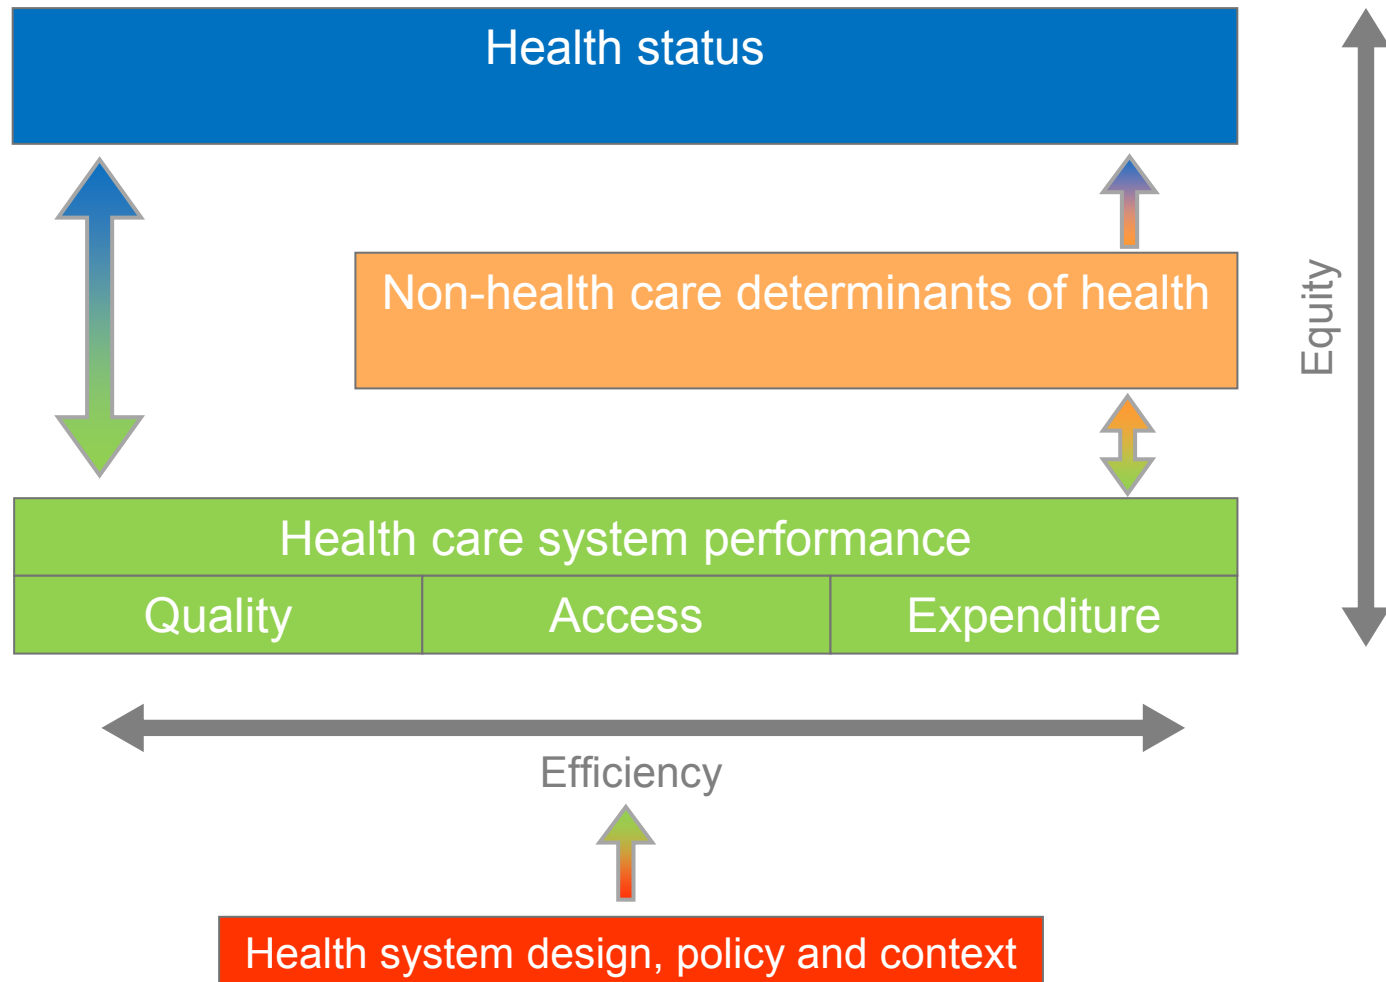 Health status
Non-health care determinants of health
Equity
Health care system performance
Quality
Access
Expenditure
Efficiency
Health system design, policy and context